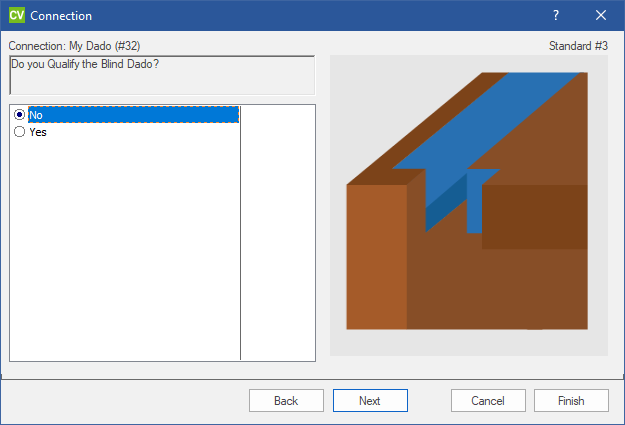 CV Connection ?
Connection: My Dado (#32) Standard #3
Do you Qualify the Blind Dado?
No
Yes
Back Next Cancel Finish